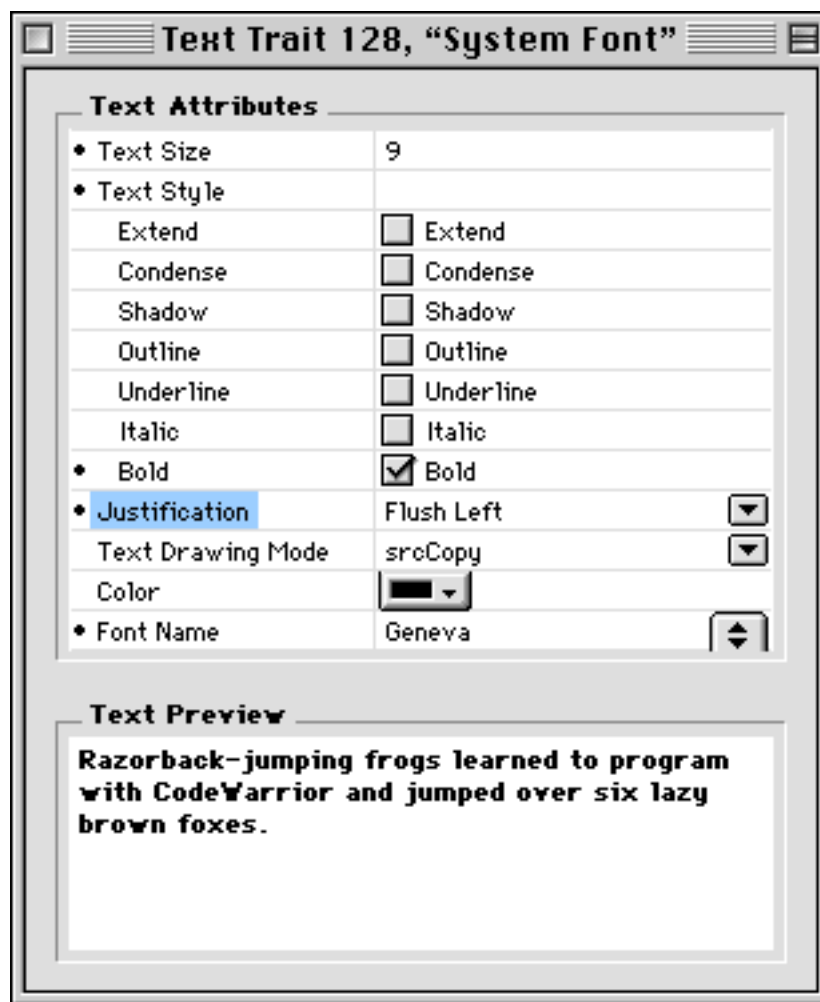 Text Trait 128, “System Font”
Text Attributes
• Text Size 9
• Text Style
Extend Extend
Condense Condense
Shadow Shadow
Outline Outline
Underline Underline
Italic Italic
• Bold Bold
• Justification Flush Left
Text Drawing Mode srcCopy
Color
• Font Name Geneva
Text Preview
Razorback-jumping frogs learned to program
with CodeWarrior and jumped over six lazy
brown foxes.